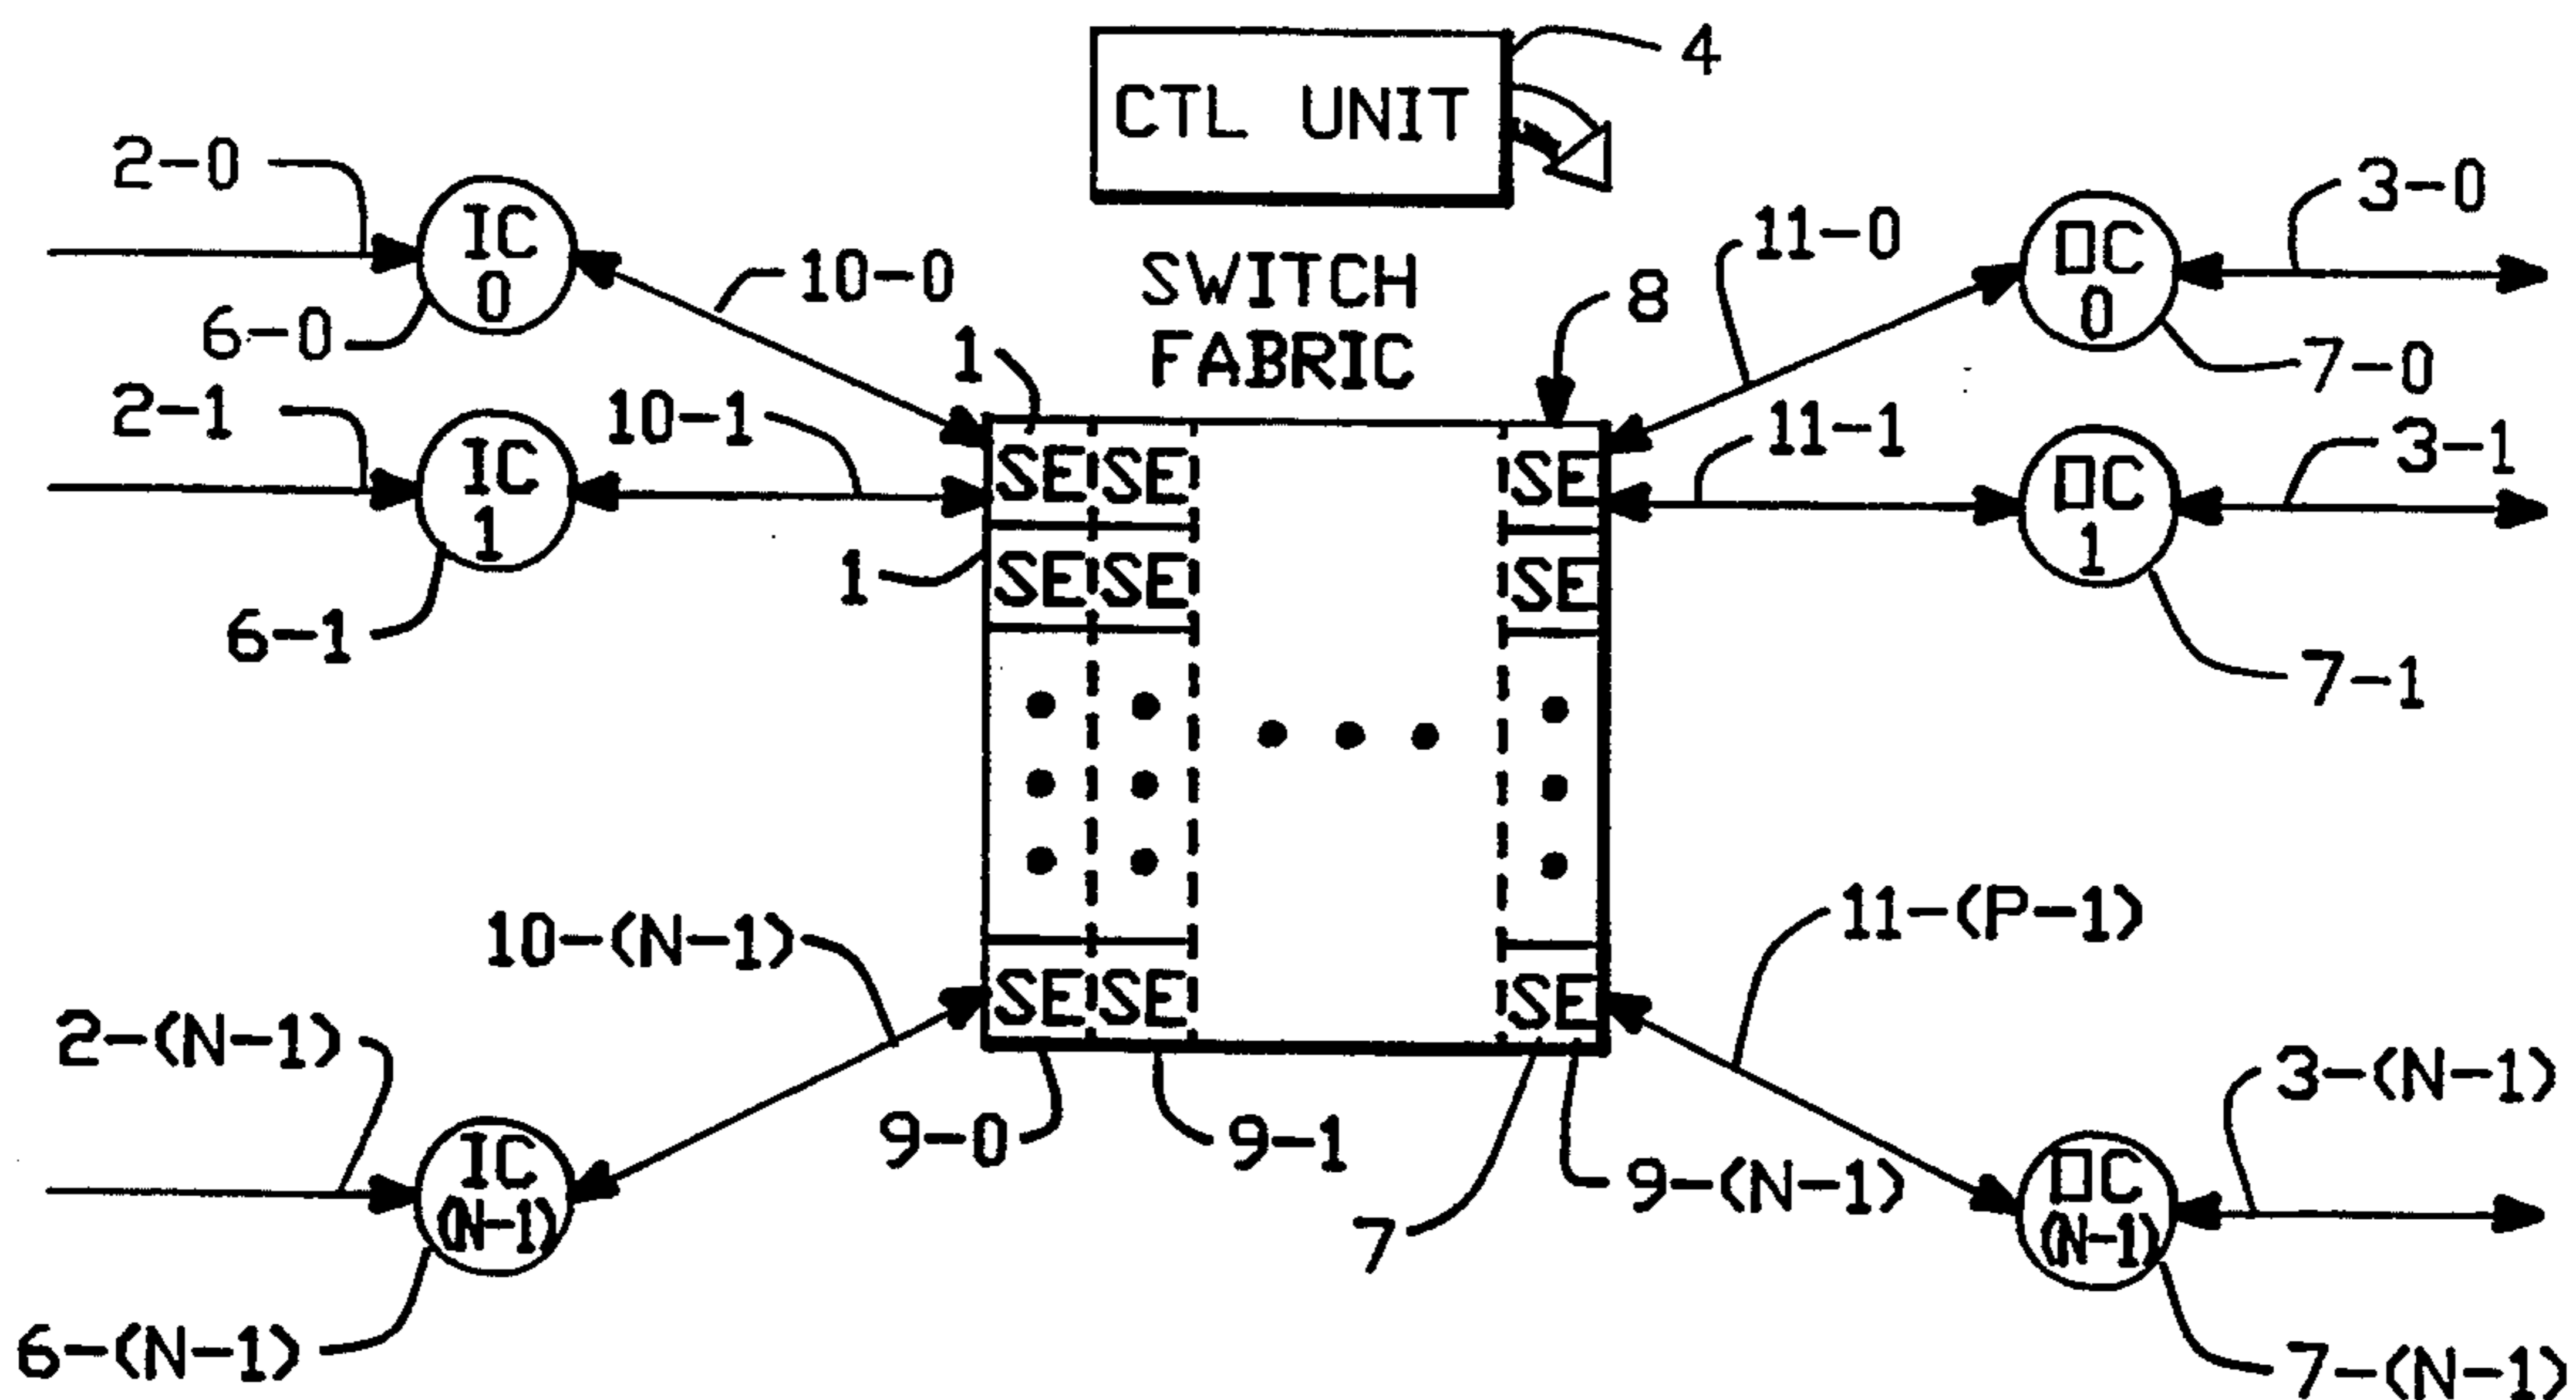 4
CTL UNIT
2-0
IC
0
6-0
10-0
SWITCH
FABRIC
8
11-0
OC
0
3-0
7-0
2-1
IC
1
6-1
10-1
1
1
SE SE SE
SE SE SE
11-1
OC
1
3-1
7-1
10-(N-1)
11-(P-1)
SE SE SE
2-(N-1)
IC
(N-1)
6-(N-1)
9-0
9-1
7
9-(N-1)
OC
(N-1)
3-(N-1)
7-(N-1)